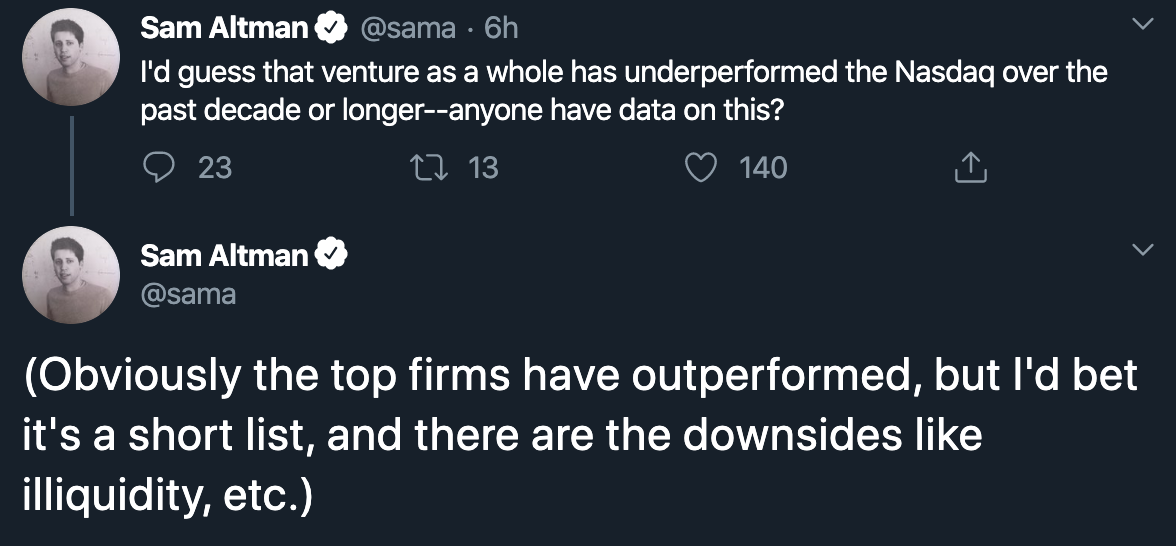 Sam Altman @sama · 6h
I'd guess that venture as a whole has underperformed the Nasdaq over the
past decade or longer--anyone have data on this?
23 13 140
Sam Altman
@sama
(Obviously the top firms have outperformed, but I'd bet
it's a short list, and there are the downsides like
illiquidity, etc.)